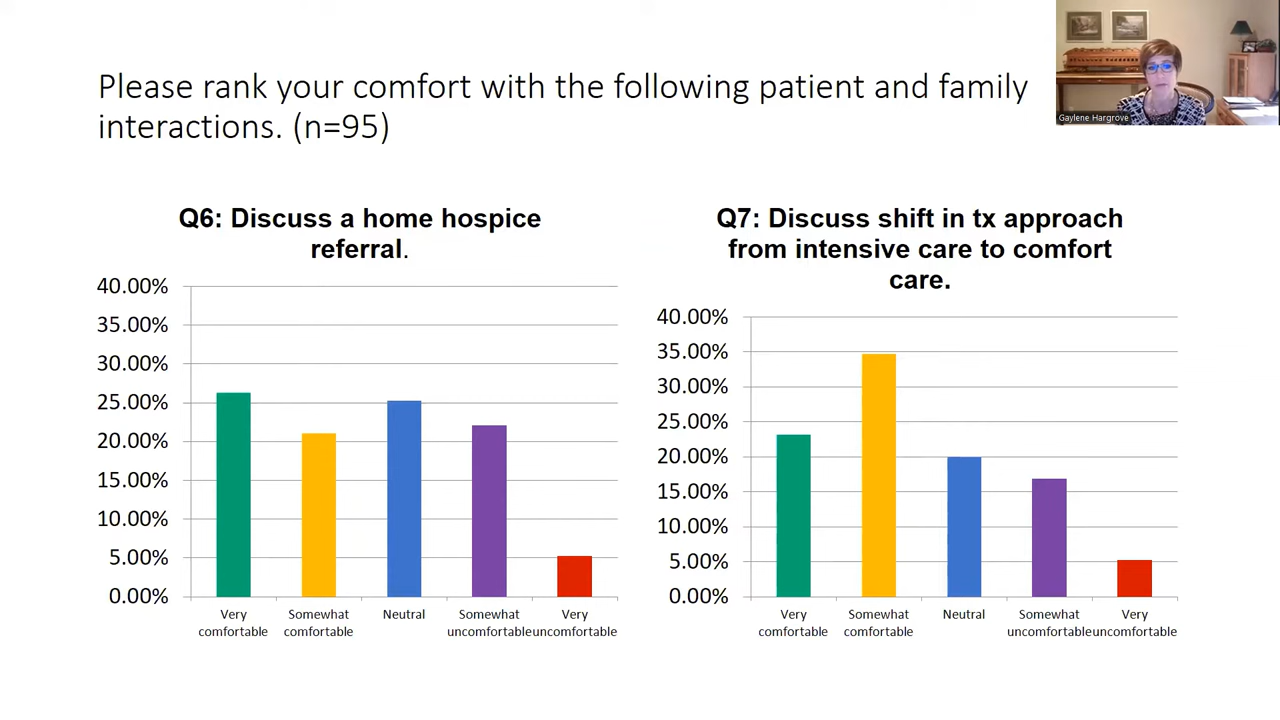 Please rank your comfort with the following patient and family
interactions. (n=95)
Gaylene Hargrove
Q6: Discuss a home hospice
referral.
40.00%
35.00%
30.00%
25.00%
20.00%
15.00%
10.00%
5.00%
0.00%
Very
comfortable
Somewhat
comfortable
Neutral
Somewhat
uncomfortable
Very
uncomfortable
Q7: Discuss shift in tx approach
from intensive care to comfort
care.
40.00%
35.00%
30.00%
25.00%
20.00%
15.00%
10.00%
5.00%
0.00%
Very
comfortable
Somewhat
comfortable
Neutral
Somewhat
uncomfortable
Very
uncomfortable